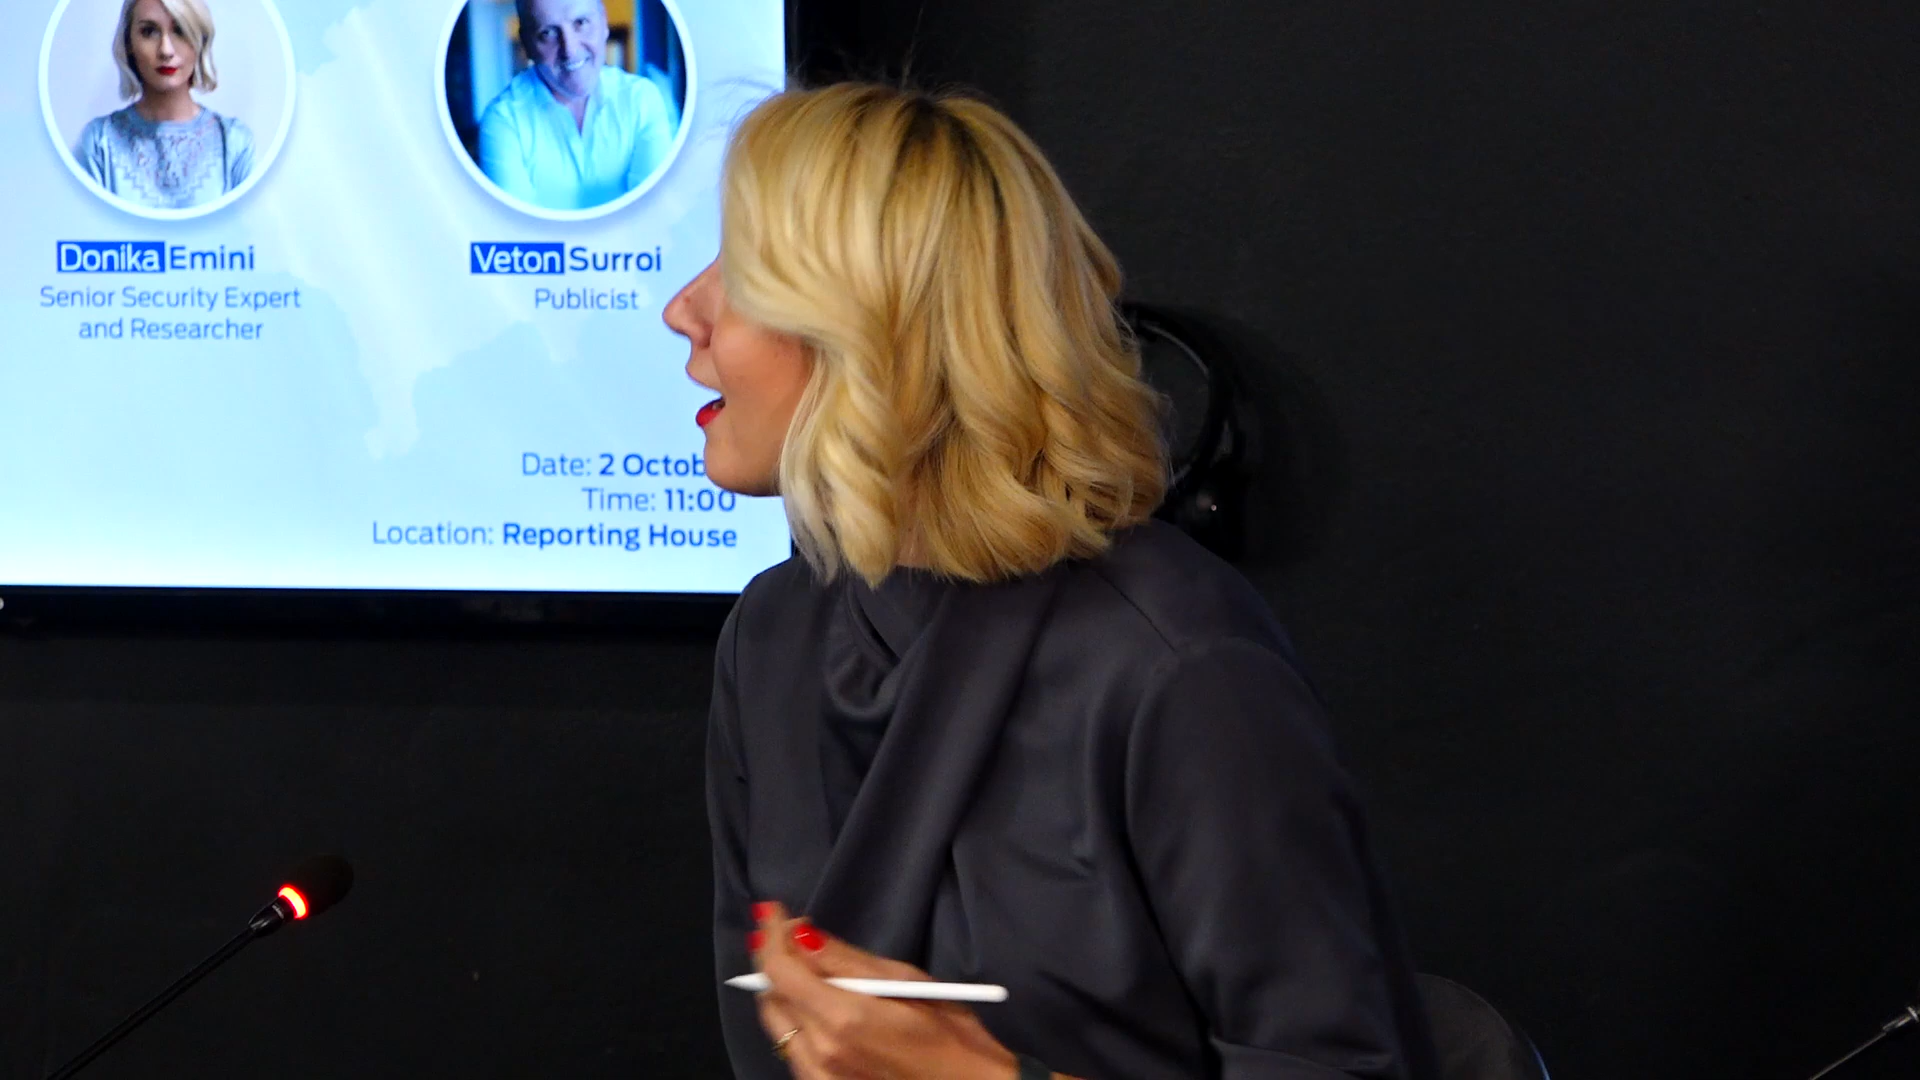 Donika Emini
Senior Security Expert
and Researcher
Veton Surroi
Publicist
Date: 2 Octob
Time: 11:00
Location: Reporting House